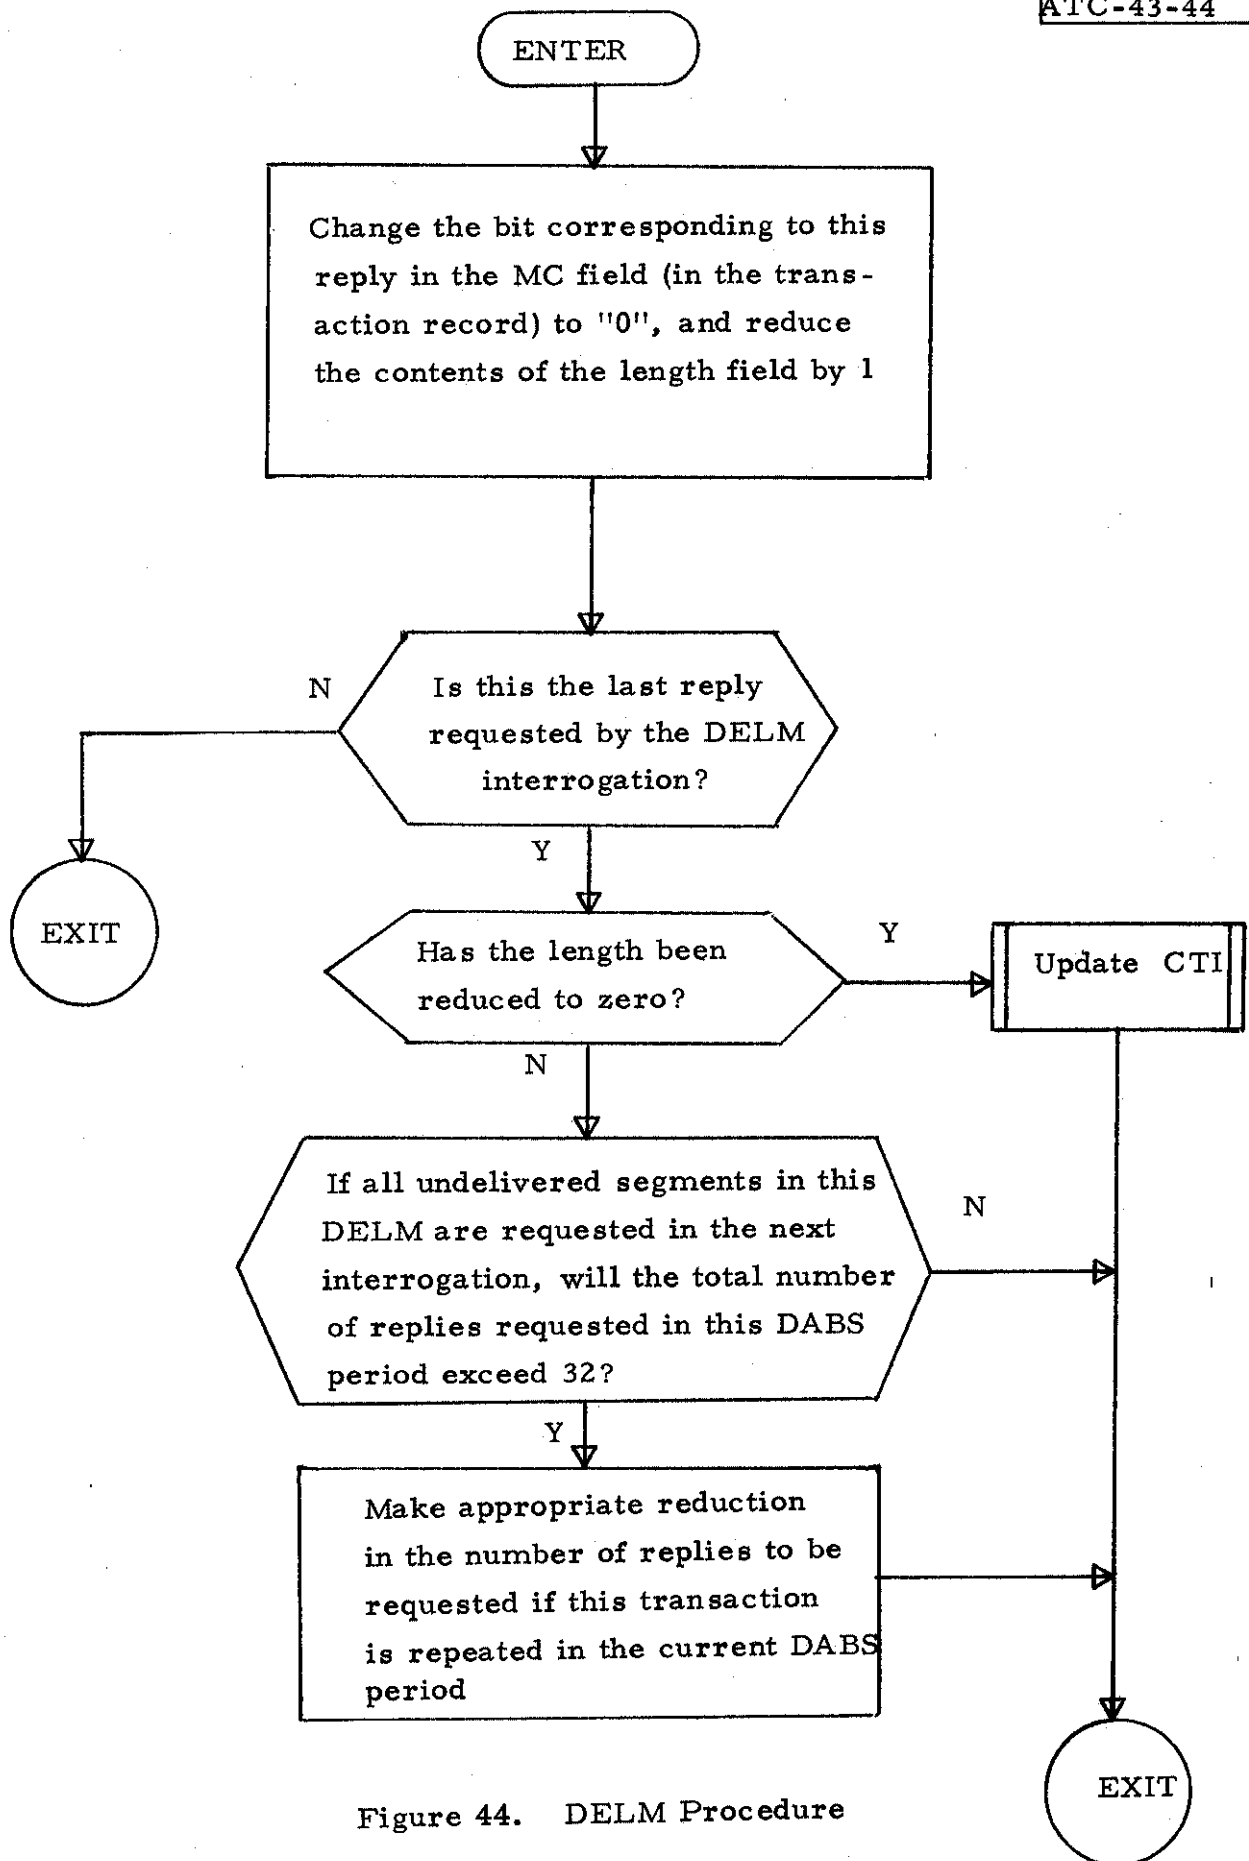 ATC-43-44
ENTER
Change the bit corresponding to this
reply in the MC field (in the trans-
action record) to "0", and reduce
the contents of the length field by 1
N
Is this the last reply
requested by the DELM
interrogation?
Y
EXIT
Has the length been
reduced to zero?
Y
Update CTI
N
If all undelivered segments in this
DELM are requested in the next
interrogation, will the total number
of replies requested in this DABS
period exceed 32?
N
Y
Make appropriate reduction
in the number of replies to be
requested if this transaction
is repeated in the current DABS
period
EXIT
Figure 44. DELM Procedure